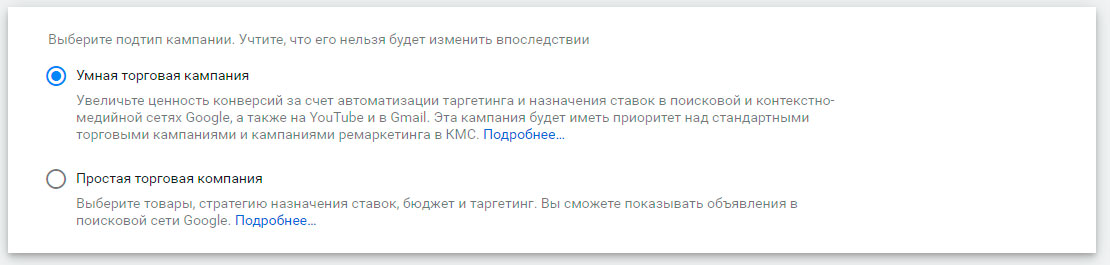 Выберите подтип кампании. Учтите, что его нельзя будет изменить впоследствии
Умная торговая кампания
Увеличьте ценность конверсий за счет автоматизации таргетинга и назначения ставок в поисковой и контекстно-
медийной сетях Google, а также на YouTube и в Gmail. Эта кампания будет иметь приоритет над стандартными
торговыми кампаниями и кампаниями ремаркетинга в КМС. Подробнее...
Простая торговая компания
Выберите товары, стратегию назначения ставок, бюджет и таргетинг. Вы сможете показывать объявления в
поисковой сети Google. Подробнее...